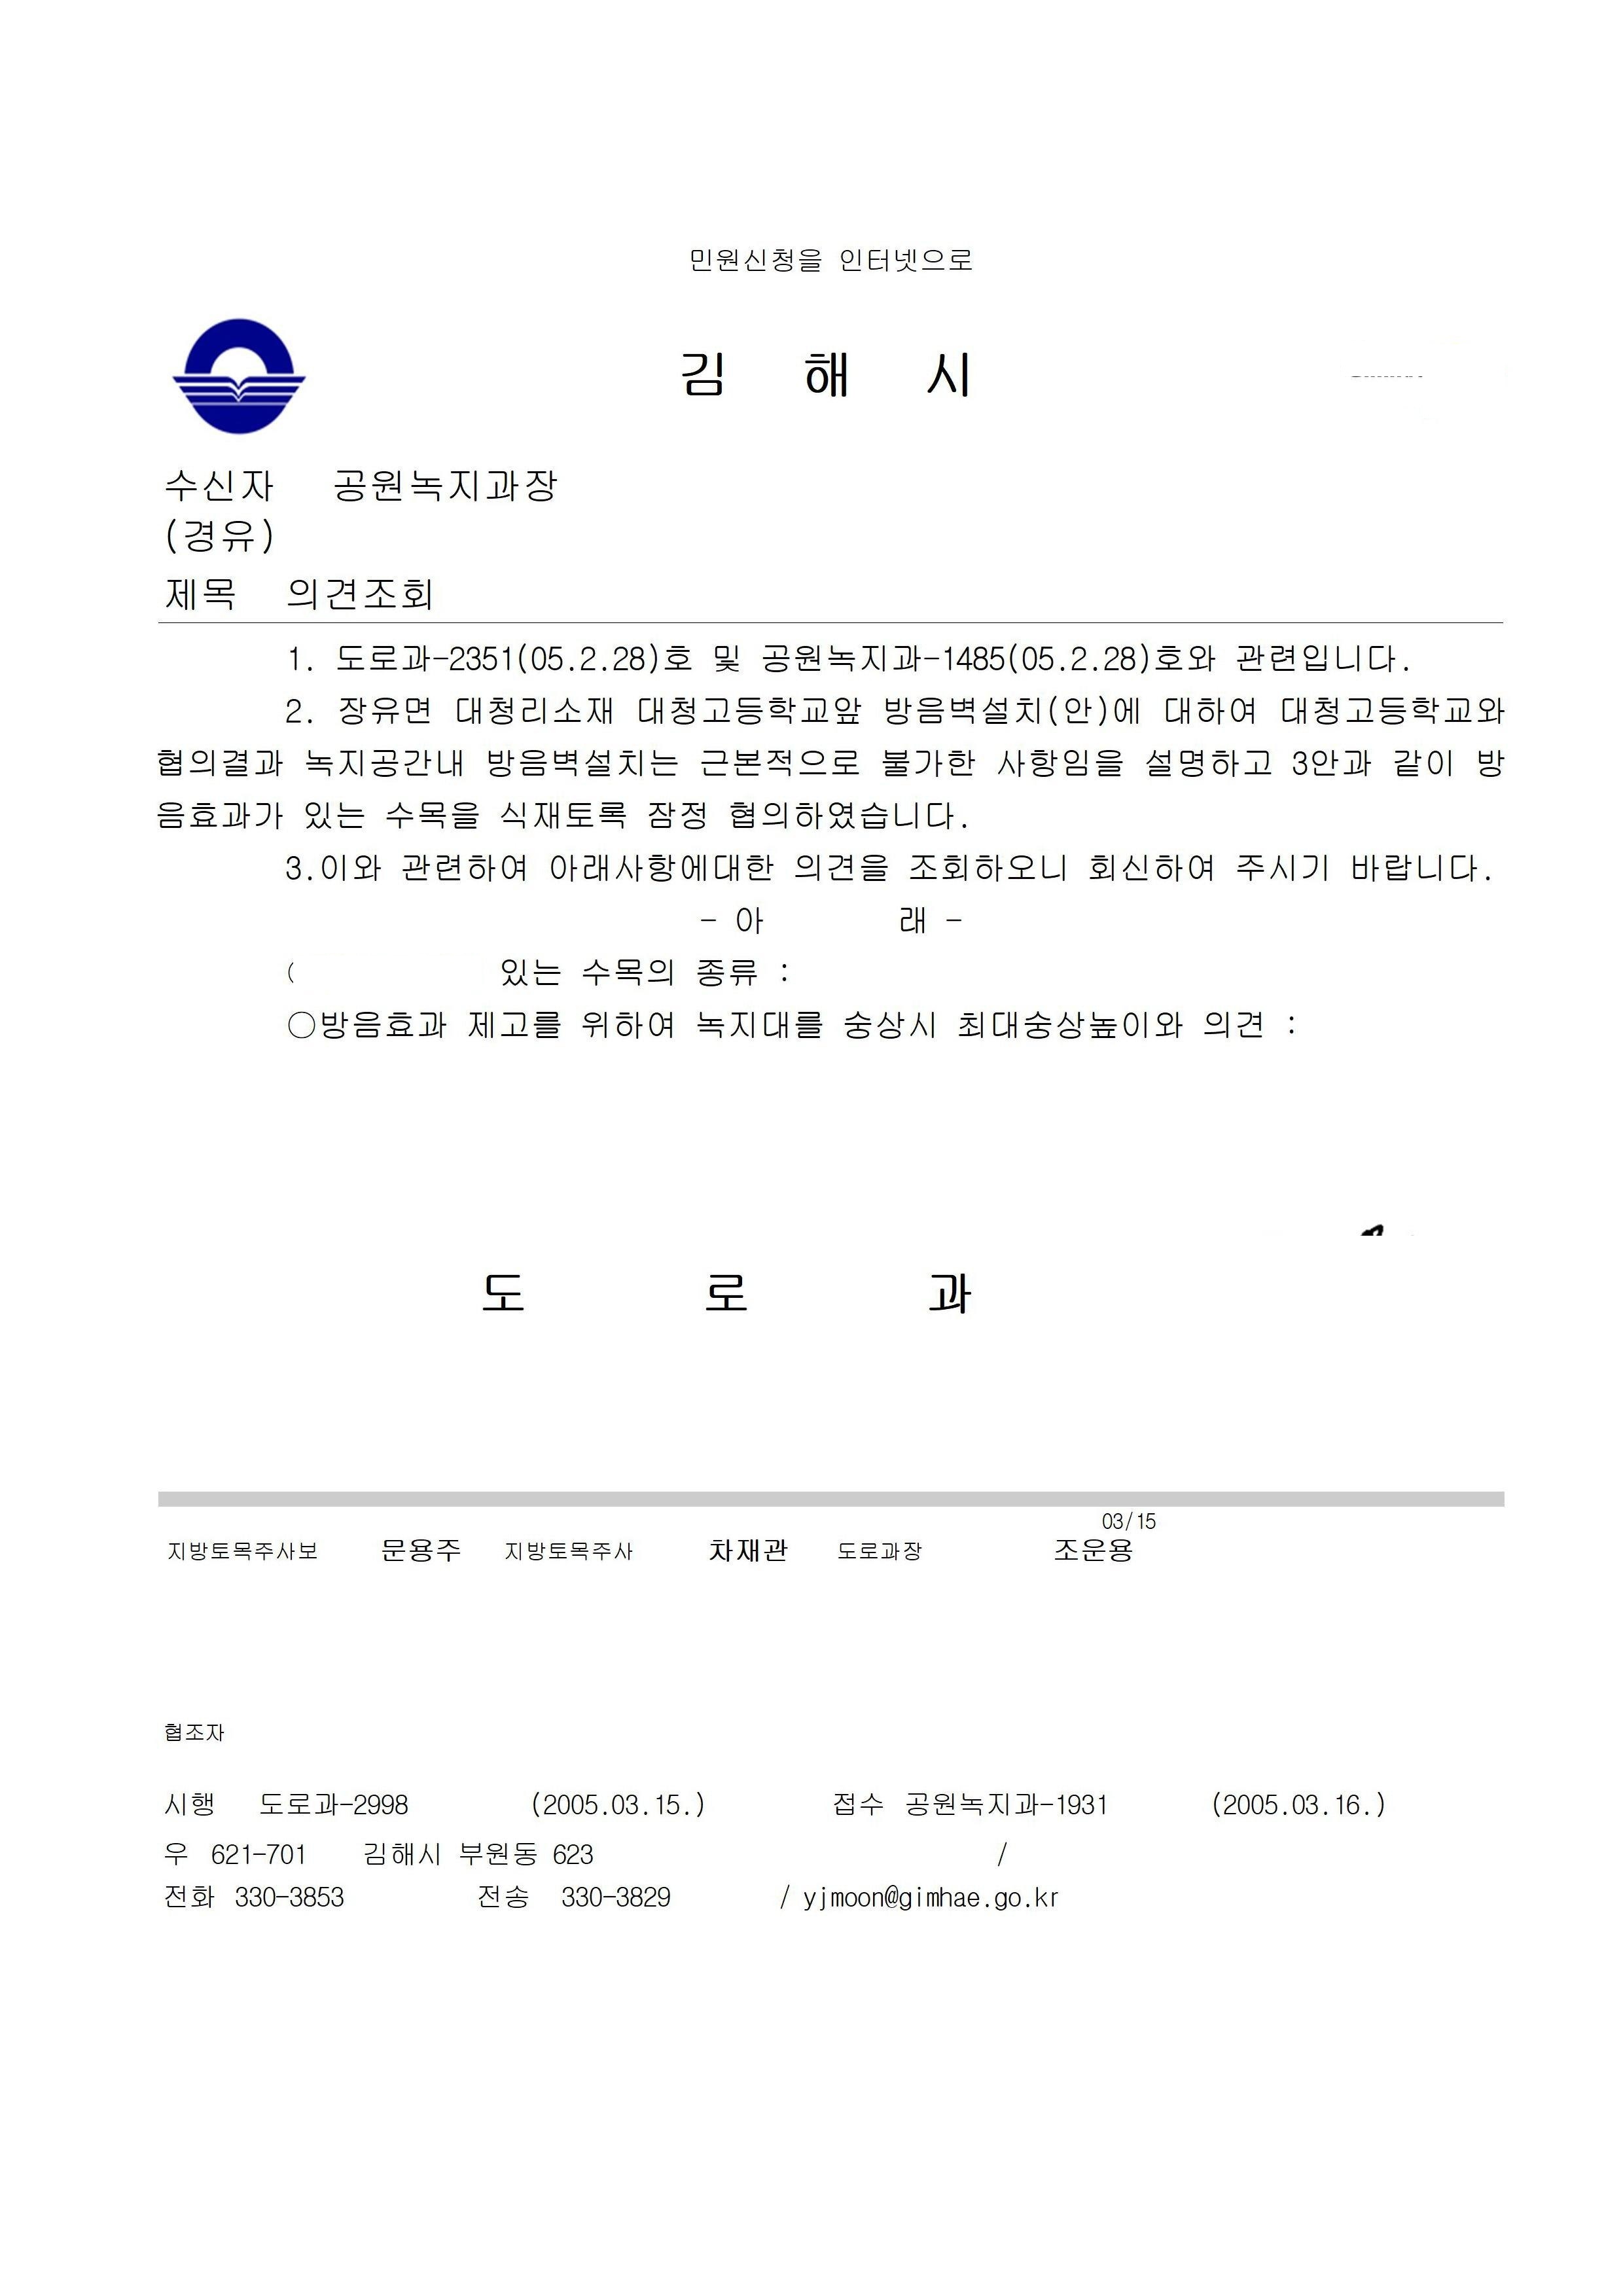 민원신청을 인터넷으로
김 해 시
수신자 공원녹지과장
(경유)
제목 의견조회
1. 도로과-2351(05.2.28)호 및 공원녹지과-1485(05.2.28)호와 관련입니다.
2. 장유면 대청리소재 대청고등학교앞 방음벽설치(안)에 대하여 대청고등학교와
협의결과 녹지공간내 방음벽설치는 근본적으로 불가한 사항임을 설명하고 3안과 같이 방
음효과가 있는 수목을 식재토록 잠정 협의하였습니다.
3.이와 관련하여 아래사항에대한 의견을 조회하오니 회신하여 주시기 바랍니다.
- 아 래 -
있는 수목의 종류 :
○방음효과 제고를 위하여 녹지대를 숭상시 최대숭상높이와 의견 :
도 로 과
03/15
지방토목주사보 문용주 지방토목주사 차재관 도로과장 조운용
협조자
시행 도로과-2998 (2005.03.15.) 접수 공원녹지과-1931 (2005.03.16.)
우 621-701 김해시 부원동 623 /
전화 330-3853 전송 330-3829 / yjmoon@gimhae.go.kr